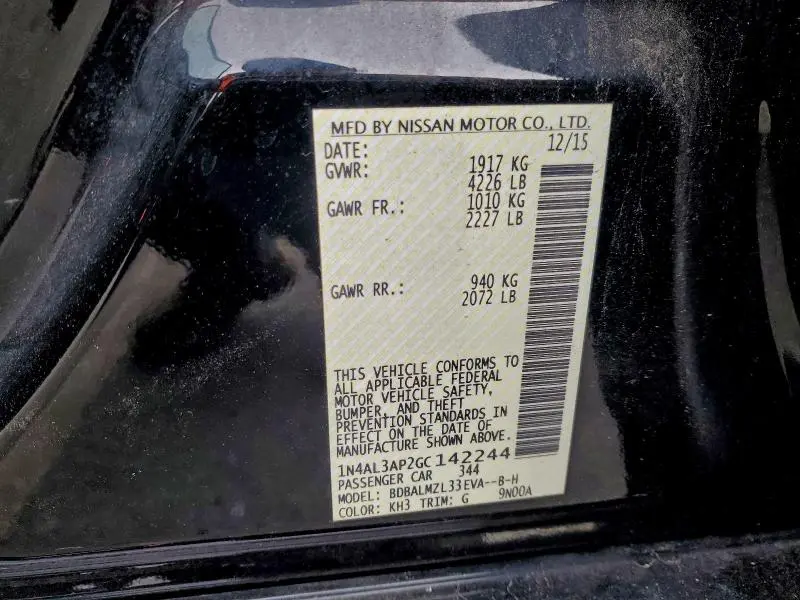 MFD BY NISSAN MOTOR CO., LTD.
DATE: 12/15
GVWR: 1917 KG
4226 LB
GAWR FR.: 1010 KG
2227 LB
GAWR RR.: 940 KG
2072 LB
THIS VEHICLE CONFORMS TO
ALL APPLICABLE FEDERAL
MOTOR VEHICLE SAFETY,
BUMPER, AND THEFT
PREVENTION STANDARDS IN
EFFECT ON THE DATE OF
MANUFACTURE SHOWN ABOVE.
1N4AL3AP2GC142244
PASSENGER CAR 344
MODEL: BDBALMZL33EVA--B-H
COLOR: KH3 TRIM: G 9N00A